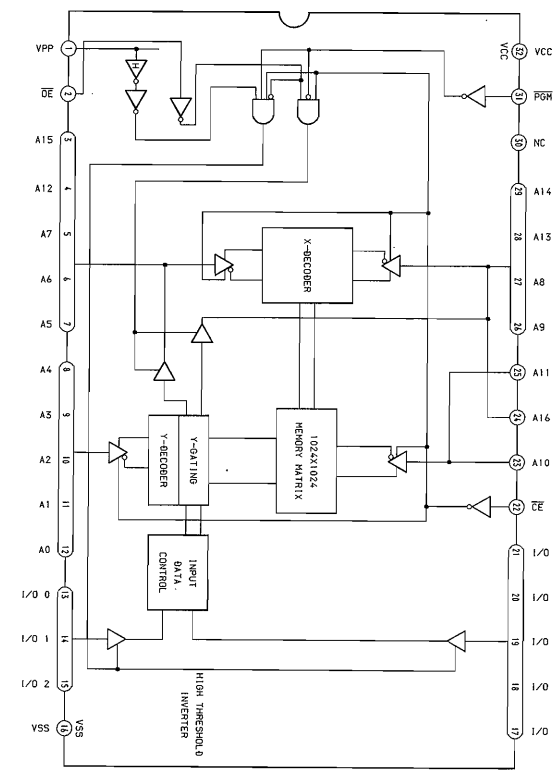 VPP 1
OE 2
A15 3
A12 4
A7 5
A6 6
A5 7
A4 8
A3 9
A2 10
A1 11
A0 12
I/O 0 13
I/O 1 14
I/O 2 15
VSS 16 VSS
H
X-DECODER
Y-DECODER
Y-GATING
1024X1024
MEMORY MATRIX
INPUT
DATA.
CONTROL
HIGH THRESHOLD
INVERTER
VCC 32 VCC
31 PGM
30 NC
29 A14
28 A13
27 A8
26 A9
25 A11
24 A16
23 A10
22 CE
21 I/O
20 I/O
19 I/O
18 I/O
17 I/O